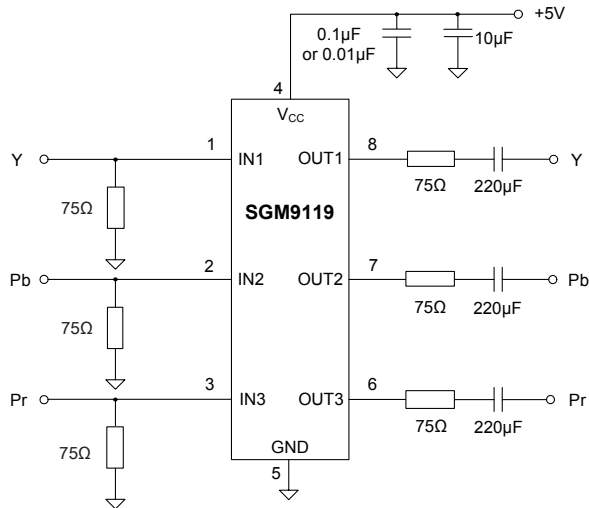 +5V
0.1µF
or 0.01µF
10µF
4
VCC
Y
1
IN1
OUT1
8
Y
75Ω
75Ω
220µF
SGM9119
Pb
2
IN2
OUT2
7
Pb
75Ω
75Ω
220µF
Pr
3
IN3
OUT3
6
Pr
75Ω
75Ω
220µF
GND
5